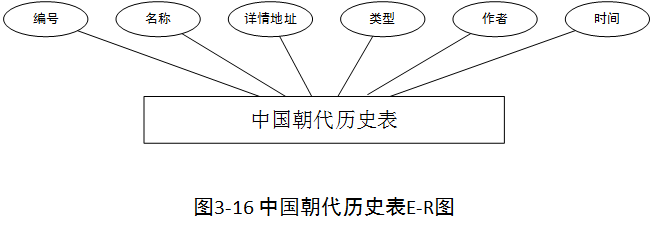 编号 名称 详情地址 类型 作者 时间
中国朝代历史表
图3-16 中国朝代历史表E-R图